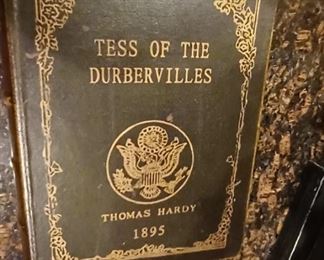 TESS OF THE
DURBERVILLES
THOMAS HARDY
1895